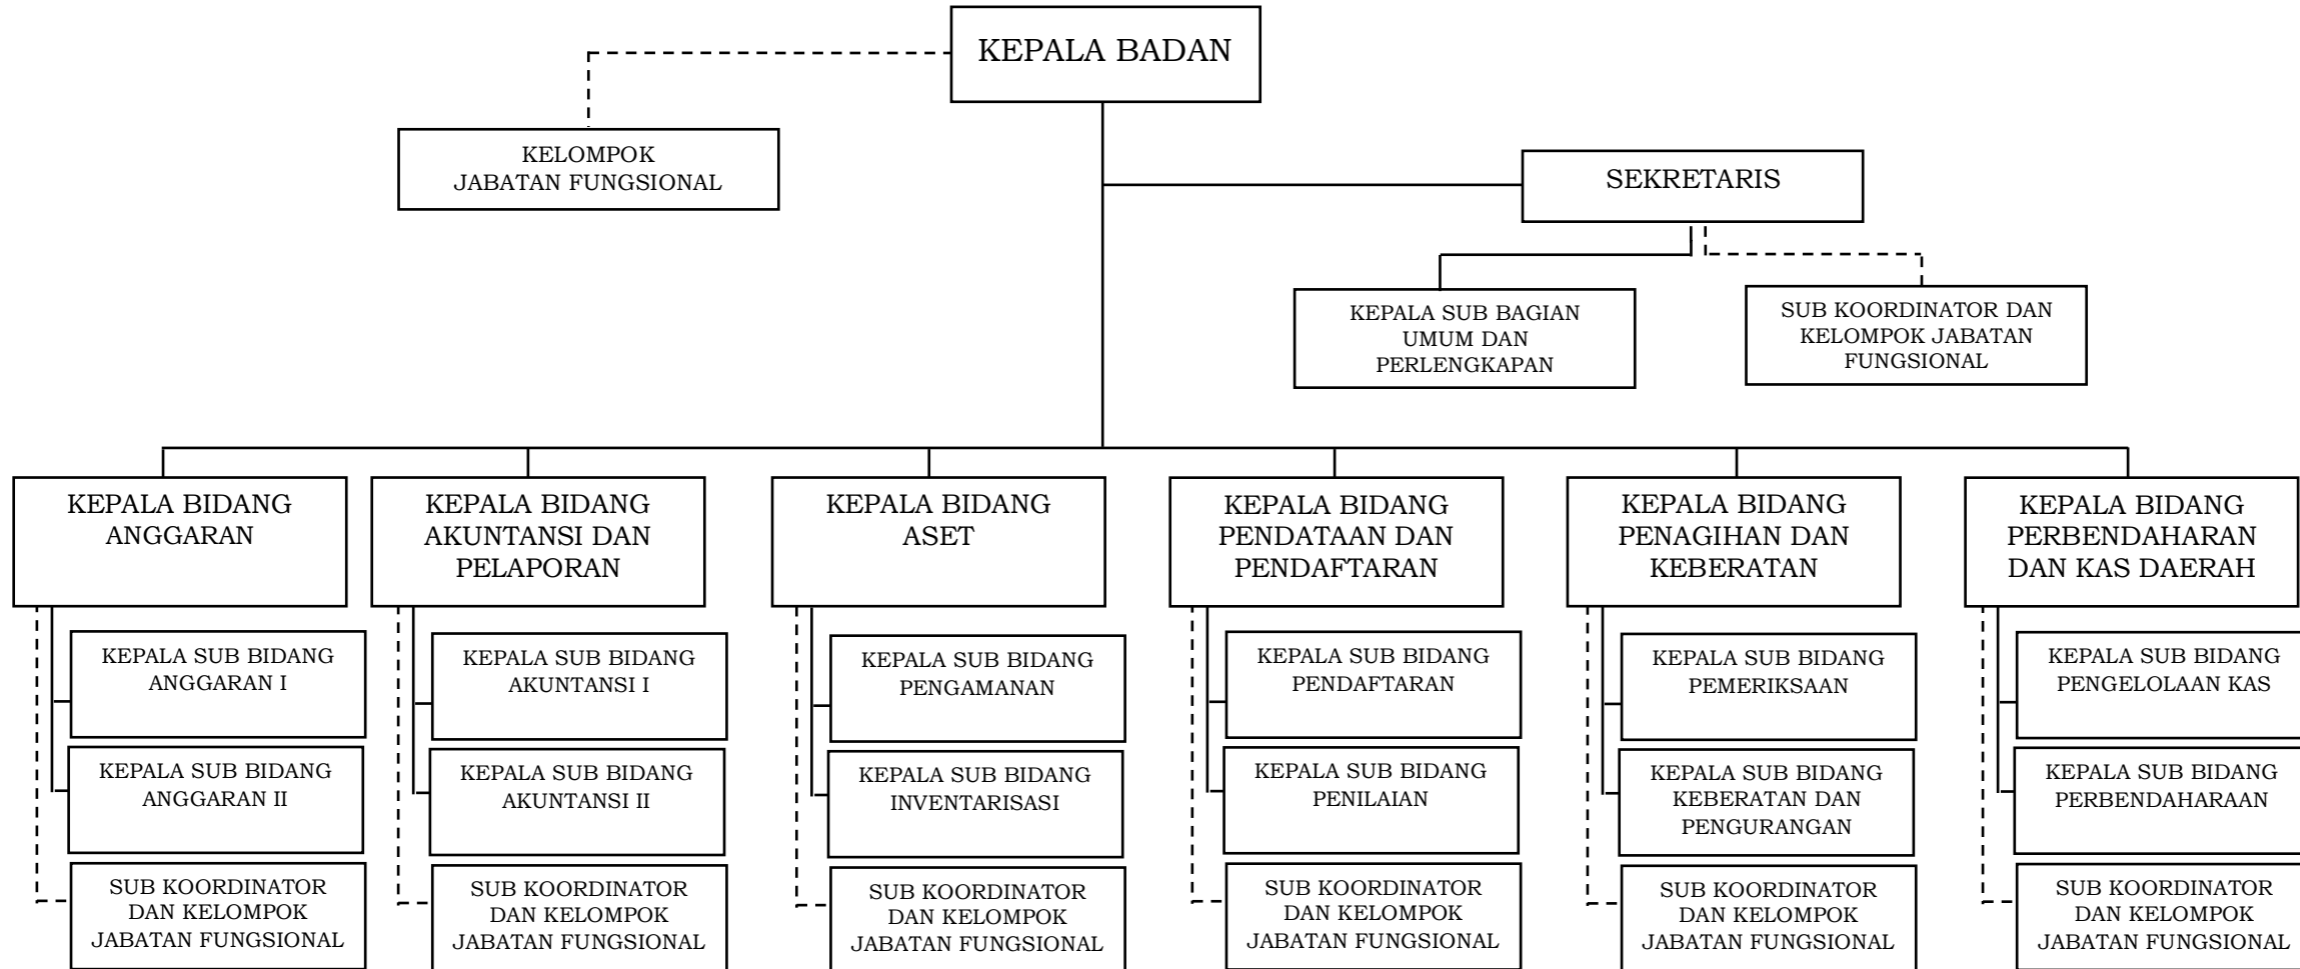 KEPALA BADAN
KELOMPOK
JABATAN FUNGSIONAL
SEKRETARIS
KEPALA SUB BAGIAN
UMUM DAN
PERLENGKAPAN
SUB KOORDINATOR DAN
KELOMPOK JABATAN
FUNGSIONAL
KEPALA BIDANG
ANGGARAN
KEPALA BIDANG
AKUNTANSI DAN
PELAPORAN
KEPALA BIDANG
ASET
KEPALA BIDANG
PENDATAAN DAN
PENDAFTARAN
KEPALA BIDANG
PENAGIHAN DAN
KEBERATAN
KEPALA BIDANG
PERBENDAHARAN
DAN KAS DAERAH
KEPALA SUB BIDANG
ANGGARAN I
KEPALA SUB BIDANG
AKUNTANSI I
KEPALA SUB BIDANG
PENGAMANAN
KEPALA SUB BIDANG
PENDAFTARAN
KEPALA SUB BIDANG
PEMERIKSAAN
KEPALA SUB BIDANG
PENGELOLAAN KAS
KEPALA SUB BIDANG
ANGGARAN II
KEPALA SUB BIDANG
AKUNTANSI II
KEPALA SUB BIDANG
INVENTARISASI
KEPALA SUB BIDANG
PENILAIAN
KEPALA SUB BIDANG
KEBERATAN DAN
PENGURANGAN
KEPALA SUB BIDANG
PERBENDAHARAAN
SUB KOORDINATOR
DAN KELOMPOK
JABATAN FUNGSIONAL
SUB KOORDINATOR
DAN KELOMPOK
JABATAN FUNGSIONAL
SUB KOORDINATOR
DAN KELOMPOK
JABATAN FUNGSIONAL
SUB KOORDINATOR
DAN KELOMPOK
JABATAN FUNGSIONAL
SUB KOORDINATOR
DAN KELOMPOK
JABATAN FUNGSIONAL
SUB KOORDINATOR
DAN KELOMPOK
JABATAN FUNGSIONAL